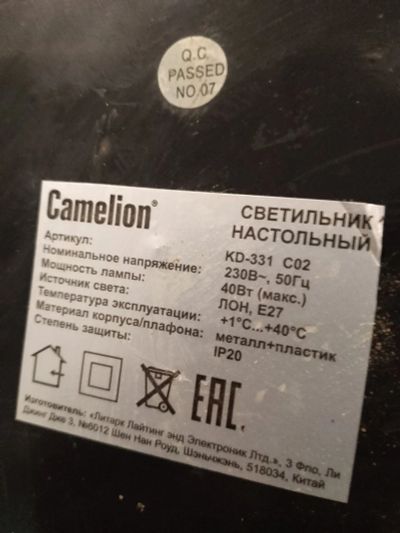 Q.C.
PASSED
NO.07
Camelion®
СВЕТИЛЬНИК
НАСТОЛЬНЫЙ
Артикул: KD-331 C02
Номинальное напряжение: 230В~, 50Гц
Мощность лампы: 40Вт (макс.)
Источник света: ЛОН, E27
Температура эксплуатации: +1°C...+40°C
Материал корпуса/плафона: металл+пластик
Степень защиты: IP20
EAC
Изготовитель: «Литарк Лайтинг энд Электроник Лтд.», 3 Фло, Ли
Джинг Дже 3, №6012 Шен Нан Роуд, Шэньчжэнь, 518034, Китай